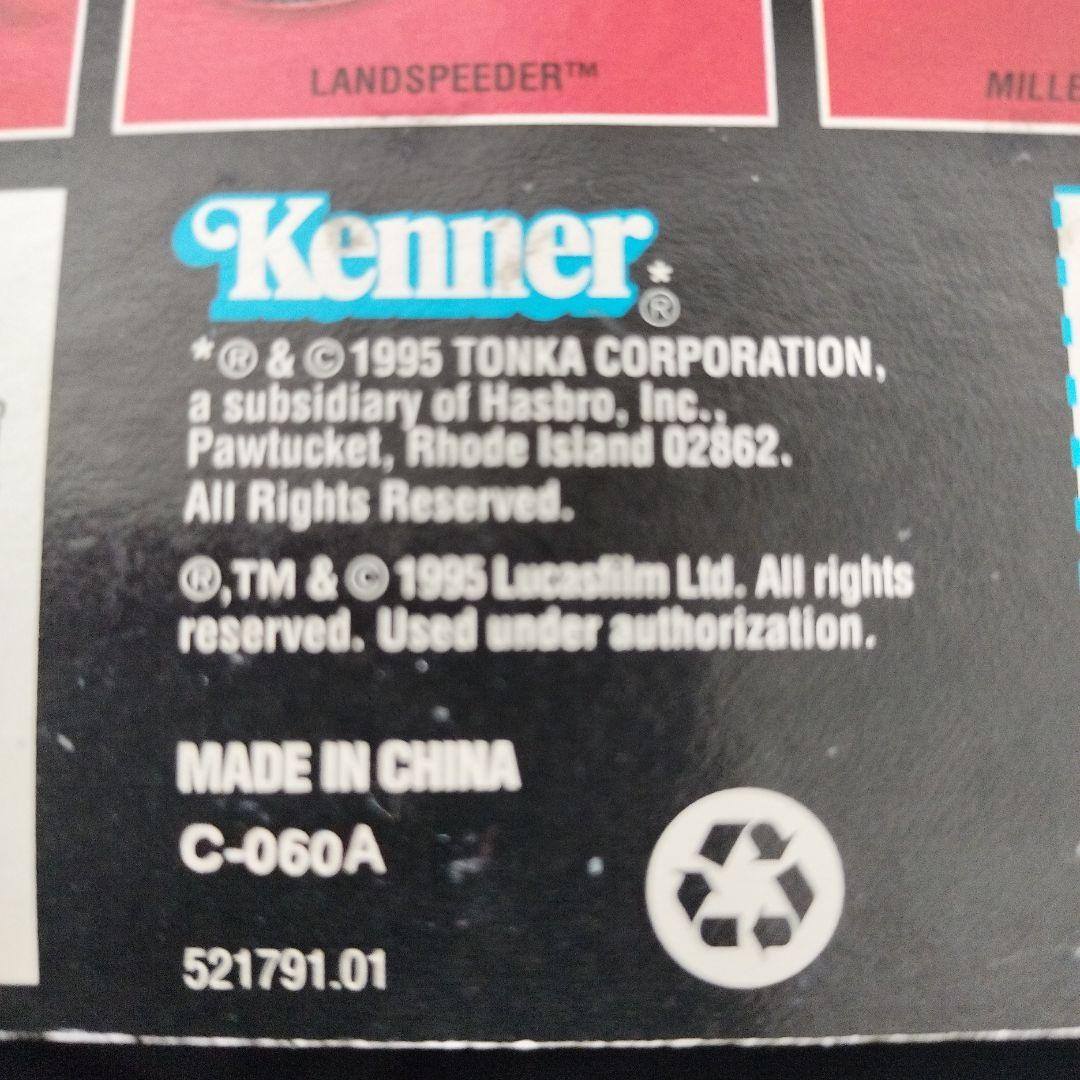 LANDSPEEDER™
Kenner*®
*® & © 1995 TONKA CORPORATION,
a subsidiary of Hasbro, Inc.,
Pawtucket, Rhode Island 02862.
All Rights Reserved.
®,TM & © 1995 Lucasfilm Ltd. All rights
reserved. Used under authorization.
MADE IN CHINA
C-060A
521791.01